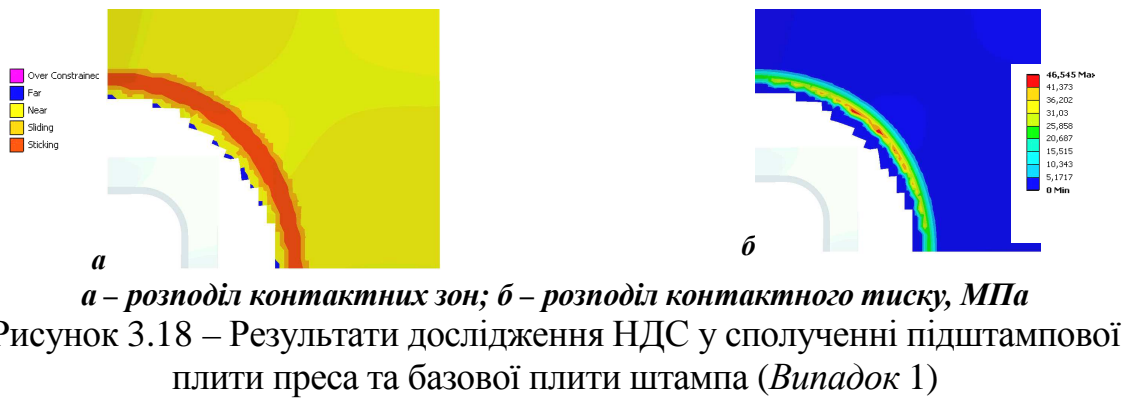 Over Constrained
Far
Near
Sliding
Sticking
46,545 Max
41,373
36,202
31,03
25,858
20,687
15,515
10,343
5,1717
0 Min
а
б
а – розподіл контактних зон; б – розподіл контактного тиску, МПа
Рисунок 3.18 – Результати дослідження НДС у сполученні підштампової
плити преса та базової плити штампа (Випадок 1)